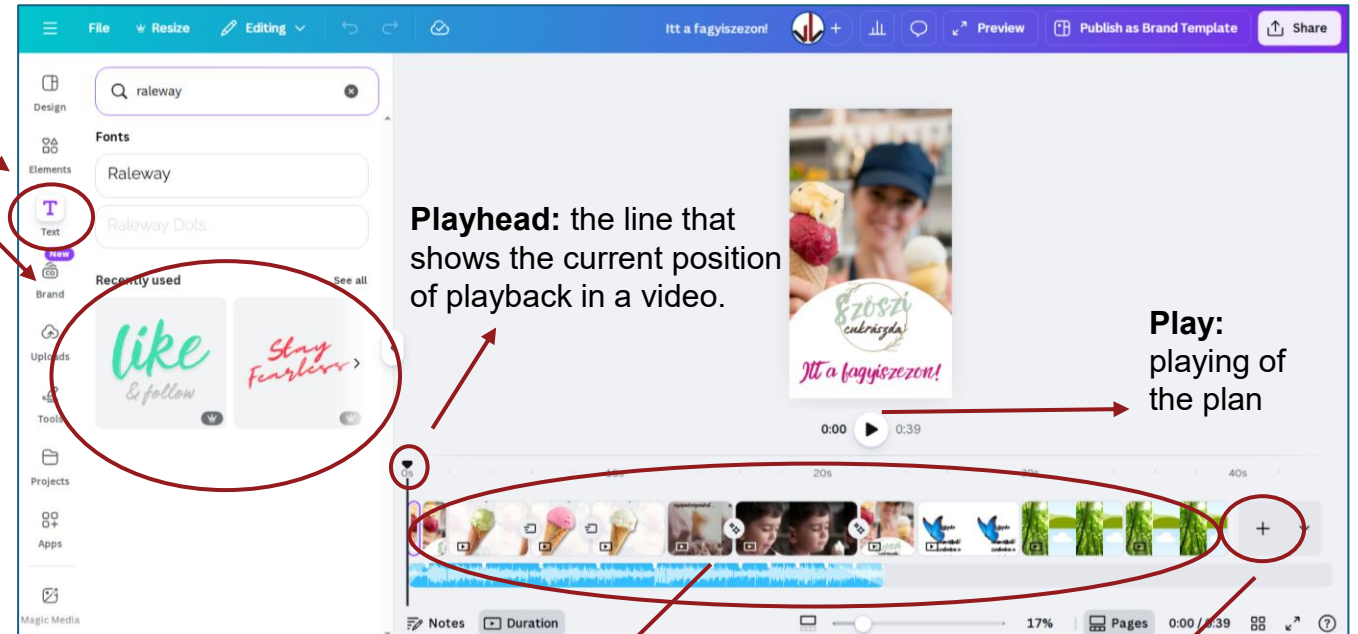 File Resize Editing Itt a fagyiszezon! Preview Publish as Brand Template Share
Design
Elements
Text
New
Brand
Uploads
Tools
Projects
Apps
Magic Media
raleway
Fonts
Raleway
Raleway Dots
Recently used See all
like
& follow
Stay
Fearless
Playhead: the line that
shows the current position
of playback in a video.
Szöszi
cukrászda
Itt a fagyiszezon!
Play:
playing of
the plan
0:00 0:39
0s 10s 20s 30s 40s
Notes Duration 17% Pages 0:00 / 0:39